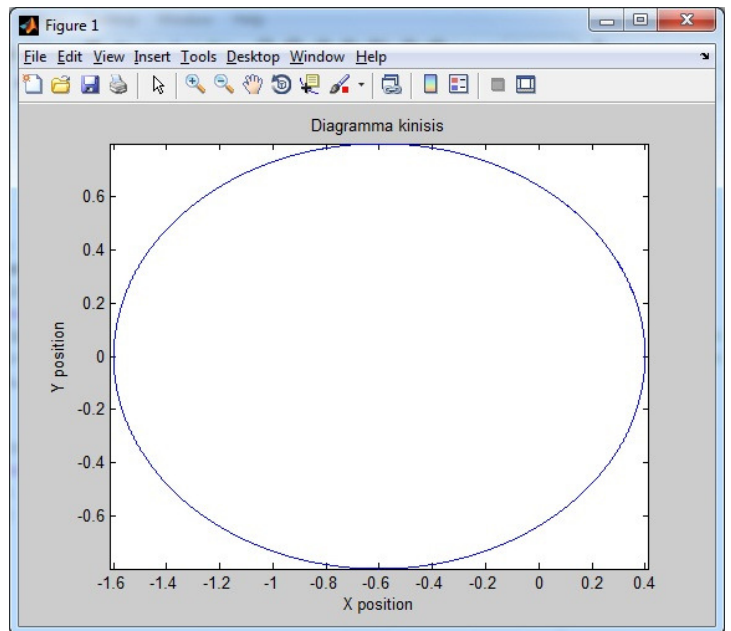 Figure 1
File Edit View Insert Tools Desktop Window Help
Diagramma kinisis
0.6
0.4
0.2
0
-0.2
-0.4
-0.6
Y position
-1.6 -1.4 -1.2 -1 -0.8 -0.6 -0.4 -0.2 0 0.2 0.4
X position